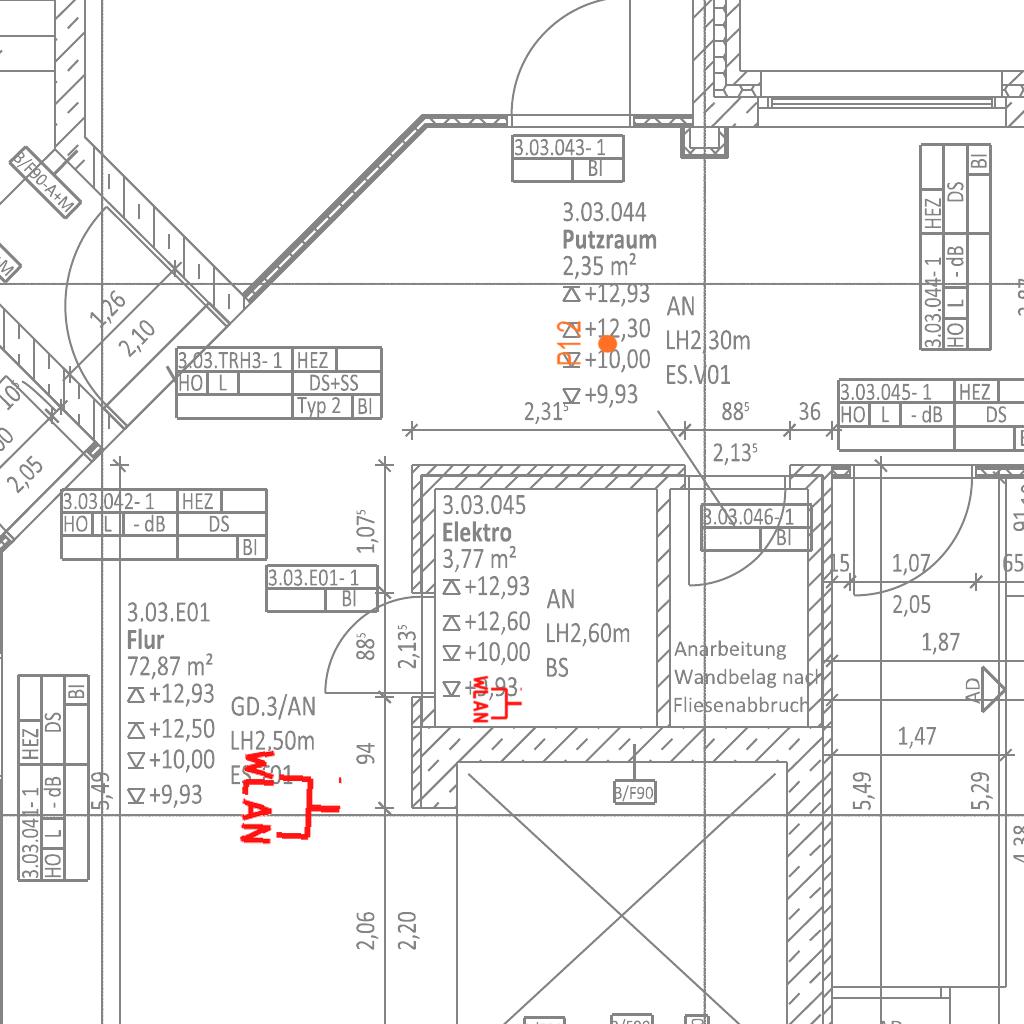 3.03.043- 1
BI
B/F90-A+M
3.03.044
Putzraum
2,35 m²
+12,93
+12,30
+10,00
+9,93
AN
LH2,30m
ES.V01
P12
3.03.044- 1
HEZ
HO L - dB DS
BI
1,26
2,10
3.03.TRH3- 1 HEZ
HO L DS+SS
Typ 2 BI
2,31⁵
88⁵
36
2,13⁵
3.03.045- 1 HEZ
HO L - dB DS
2,05
3.03.042- 1 HEZ
HO L - dB DS
BI
1,07⁵
3.03.045
Elektro
3,77 m²
+12,93
+12,60
+10,00
AN
LH2,60m
BS
WLAN
3.03.046-1
BI
3.03.E01- 1
BI
88⁵
2,13⁵
15
1,07
65
2,05
1,87
AD
1,47
5,49
5,29
Anarbeitung
Wandbelag nach
Fliesenabbruch
3.03.E01
Flur
72,87 m²
+12,93
+12,50
+10,00
+9,93
GD.3/AN
LH2,50m
WLAN
3.03.041- 1
HEZ
HO L - dB DS
BI
5,49
94
B/F90
2,06
2,20
4,38